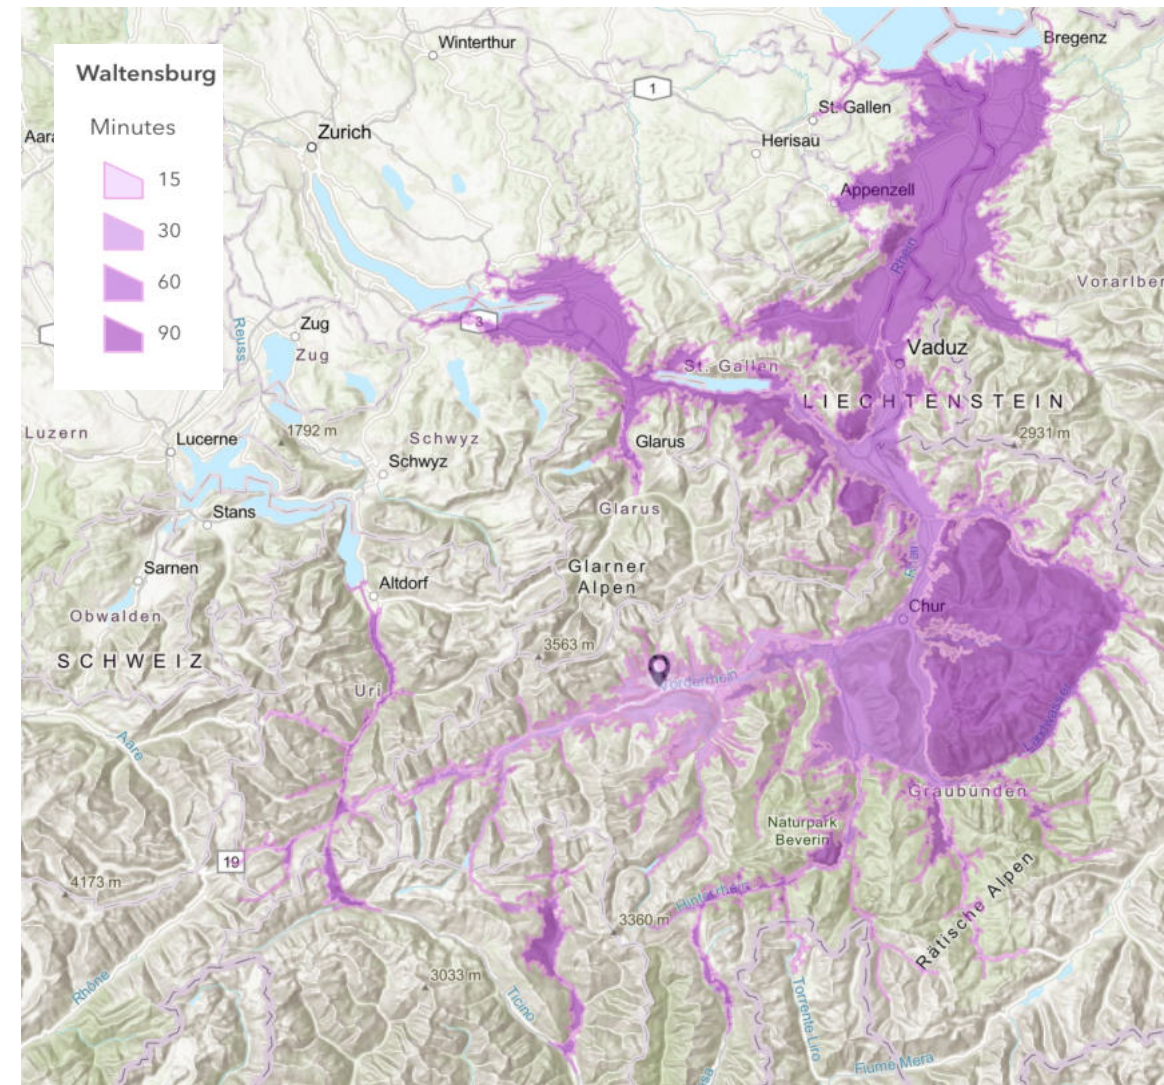 Waltensburg
Minutes
15
30
60
90
Winterthur
Bregenz
1
St. Gallen
Zurich
Herisau
Appenzell
Rhein
Vorarlber
Reuss
Zug
Zug
3
Vaduz
St. Gallen
LIECHTENSTEIN
Luzern
Lucerne
1792 m
Schwyz
Schwyz
Glarus
2931 m
Stans
Glarus
Sarnen
Altdorf
Glarner
Alpen
Obwalden
Chur
SCHWEIZ
3563 m
Uri
Vorderrhein
Aare
Landwasser
Graubünden
Naturpark
Beverin
19
4173 m
Hinterrhein
Rätische Alpen
3360 m
3033 m
Rhône
Ticino
Torrente Liro
Fiume Mera